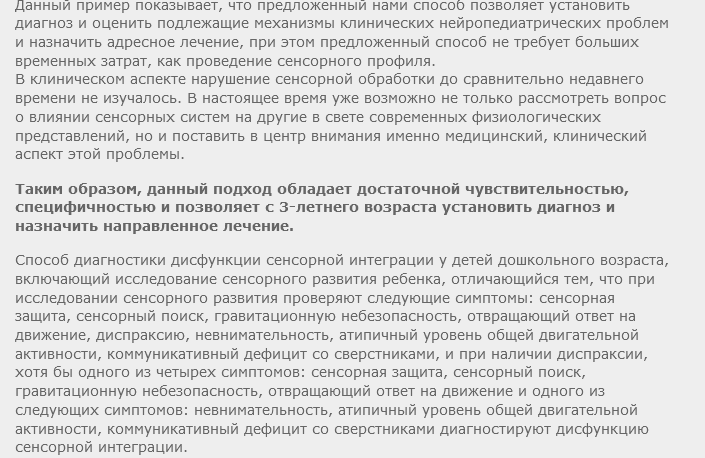 Данный пример показывает, что предложенный нами способ позволяет установить
диагноз и оценить подлежащие механизмы клинических нейропедиатрических проблем
и назначить адресное лечение, при этом предложенный способ не требует больших
временных затрат, как проведение сенсорного профиля.
В клиническом аспекте нарушение сенсорной обработки до сравнительно недавнего
времени не изучалось. В настоящее время уже возможно не только рассмотреть вопрос
о влиянии сенсорных систем на другие в свете современных физиологических
представлений, но и поставить в центр внимания именно медицинский, клинический
аспект этой проблемы.
Таким образом, данный подход обладает достаточной чувствительностью,
специфичностью и позволяет с 3-летнего возраста установить диагноз и
назначить направленное лечение.
Способ диагностики дисфункции сенсорной интеграции у детей дошкольного возраста,
включающий исследование сенсорного развития ребенка, отличающийся тем, что при
исследовании сенсорного развития проверяют следующие симптомы: сенсорная
защита, сенсорный поиск, гравитационную небезопасность, отвращающий ответ на
движение, диспраксию, невнимательность, атипичный уровень общей двигательной
активности, коммуникативный дефицит со сверстниками, и при наличии диспраксии,
хотя бы одного из четырех симптомов: сенсорная защита, сенсорный поиск,
гравитационную небезопасность, отвращающий ответ на движение и одного из
следующих симптомов: невнимательность, атипичный уровень общей двигательной
активности, коммуникативный дефицит со сверстниками диагностируют дисфункцию
сенсорной интеграции.